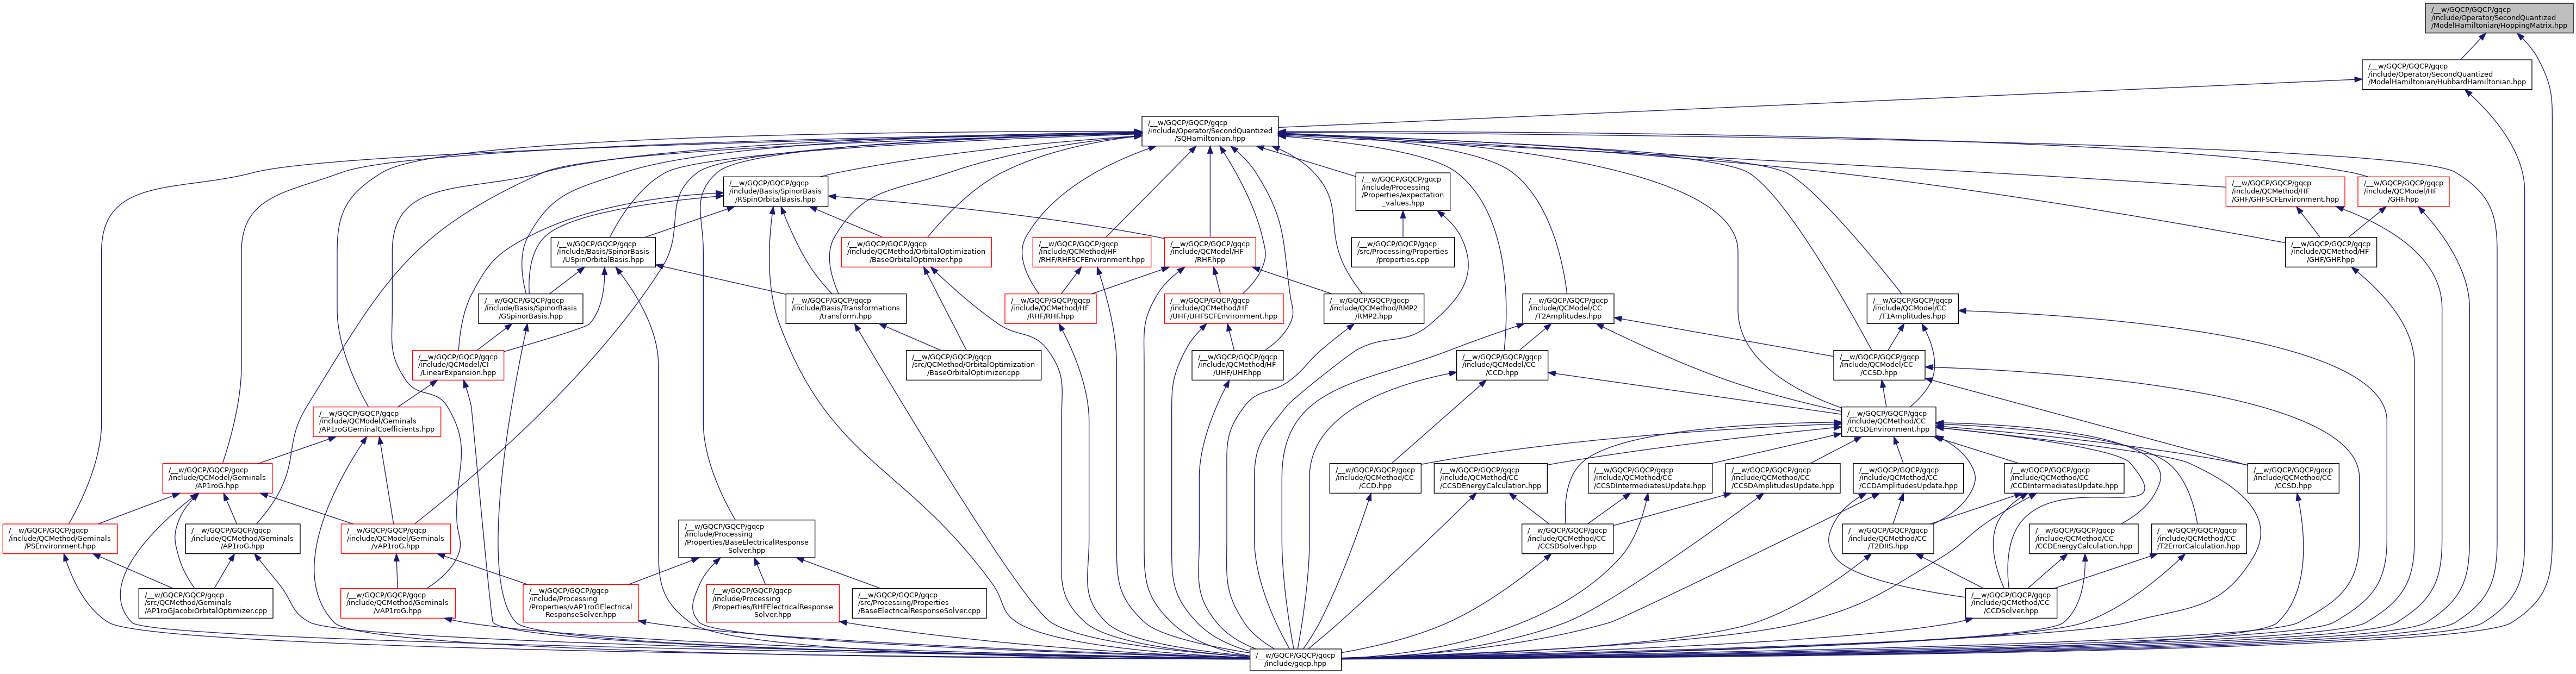 /__w/GQCP/GQCP/gqcp
/include/Operator/SecondQuantized
/ModelHamiltonian/HoppingMatrix.hpp
/__w/GQCP/GQCP/gqcp
/include/Operator/SecondQuantized
/ModelHamiltonian/HubbardHamiltonian.hpp
/__w/GQCP/GQCP/gqcp
/include/Operator/SecondQuantized
/SQHamiltonian.hpp
/__w/GQCP/GQCP/gqcp
/include/Basis/SpinorBasis
/RSpinOrbitalBasis.hpp
/__w/GQCP/GQCP/gqcp
/include/Processing
/Properties/expectation
_values.hpp
/__w/GQCP/GQCP/gqcp
/include/QCMethod/HF
/GHF/GHFSCFEnvironment.hpp
/__w/GQCP/GQCP/gqcp
/include/QCModel/HF
/GHF.hpp
/__w/GQCP/GQCP/gqcp
/include/Basis/SpinorBasis
/USpinOrbitalBasis.hpp
/__w/GQCP/GQCP/gqcp
/include/QCMethod/OrbitalOptimization
/BaseOrbitalOptimizer.hpp
/__w/GQCP/GQCP/gqcp
/include/QCMethod/HF
/RHF/RHFSCFEnvironment.hpp
/__w/GQCP/GQCP/gqcp
/include/QCModel/HF
/RHF.hpp
/__w/GQCP/GQCP/gqcp
/src/Processing/Properties
/properties.cpp
/__w/GQCP/GQCP/gqcp
/include/QCMethod/HF
/GHF/GHF.hpp
/__w/GQCP/GQCP/gqcp
/include/Basis/SpinorBasis
/GSpinorBasis.hpp
/__w/GQCP/GQCP/gqcp
/include/Basis/Transformations
/transform.hpp
/__w/GQCP/GQCP/gqcp
/include/QCMethod/HF
/RHF/RHF.hpp
/__w/GQCP/GQCP/gqcp
/include/QCMethod/HF
/UHF/UHFSCFEnvironment.hpp
/__w/GQCP/GQCP/gqcp
/include/QCMethod/RMP2
/RMP2.hpp
/__w/GQCP/GQCP/gqcp
/include/QCModel/CC
/T2Amplitudes.hpp
/__w/GQCP/GQCP/gqcp
/include/QCModel/CC
/T1Amplitudes.hpp
/__w/GQCP/GQCP/gqcp
/include/QCModel/CI
/LinearExpansion.hpp
/__w/GQCP/GQCP/gqcp
/src/QCMethod/OrbitalOptimization
/BaseOrbitalOptimizer.cpp
/__w/GQCP/GQCP/gqcp
/include/QCMethod/HF
/UHF/UHF.hpp
/__w/GQCP/GQCP/gqcp
/include/QCModel/CC
/CCD.hpp
/__w/GQCP/GQCP/gqcp
/include/QCModel/CC
/CCSD.hpp
/__w/GQCP/GQCP/gqcp
/include/QCModel/Geminals
/AP1roGGeminalCoefficients.hpp
/__w/GQCP/GQCP/gqcp
/include/QCMethod/CC
/CCSDEnvironment.hpp
/__w/GQCP/GQCP/gqcp
/include/QCModel/Geminals
/AP1roG.hpp
/__w/GQCP/GQCP/gqcp
/include/QCMethod/CC
/CCD.hpp
/__w/GQCP/GQCP/gqcp
/include/QCMethod/CC
/CCSDEnergyCalculation.hpp
/__w/GQCP/GQCP/gqcp
/include/QCMethod/CC
/CCSDIntermediatesUpdate.hpp
/__w/GQCP/GQCP/gqcp
/include/QCMethod/CC
/CCSDAmplitudesUpdate.hpp
/__w/GQCP/GQCP/gqcp
/include/QCMethod/CC
/CCDAmplitudesUpdate.hpp
/__w/GQCP/GQCP/gqcp
/include/QCMethod/CC
/CCDIntermediatesUpdate.hpp
/__w/GQCP/GQCP/gqcp
/include/QCMethod/CC
/CCSD.hpp
/__w/GQCP/GQCP/gqcp
/include/QCMethod/Geminals
/PSEnvironment.hpp
/__w/GQCP/GQCP/gqcp
/include/QCMethod/Geminals
/AP1roG.hpp
/__w/GQCP/GQCP/gqcp
/include/QCModel/Geminals
/vAP1roG.hpp
/__w/GQCP/GQCP/gqcp
/include/Processing
/Properties/BaseElectricalResponse
Solver.hpp
/__w/GQCP/GQCP/gqcp
/include/QCMethod/CC
/CCSDSolver.hpp
/__w/GQCP/GQCP/gqcp
/include/QCMethod/CC
/T2DIIS.hpp
/__w/GQCP/GQCP/gqcp
/include/QCMethod/CC
/CCDEnergyCalculation.hpp
/__w/GQCP/GQCP/gqcp
/include/QCMethod/CC
/T2ErrorCalculation.hpp
/__w/GQCP/GQCP/gqcp
/src/QCMethod/Geminals
/AP1roGJacobiOrbitalOptimizer.cpp
/__w/GQCP/GQCP/gqcp
/include/QCMethod/Geminals
/vAP1roG.hpp
/__w/GQCP/GQCP/gqcp
/include/Processing
/Properties/vAP1roGElectrical
ResponseSolver.hpp
/__w/GQCP/GQCP/gqcp
/include/Processing
/Properties/RHFElectricalResponse
Solver.hpp
/__w/GQCP/GQCP/gqcp
/src/Processing/Properties
/BaseElectricalResponseSolver.cpp
/__w/GQCP/GQCP/gqcp
/include/QCMethod/CC
/CCDSolver.hpp
/__w/GQCP/GQCP/gqcp
/include/gqcp.hpp